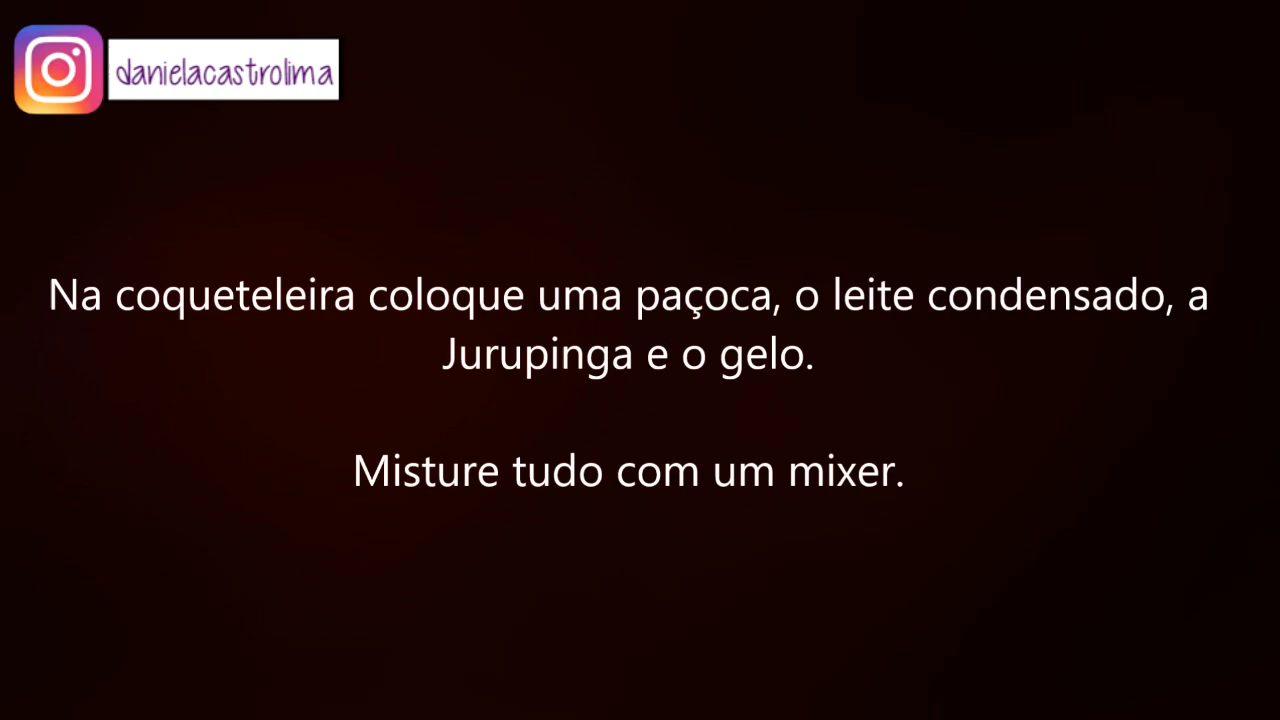 danielacastrolima
Na coqueteleira coloque uma paçoca, o leite condensado, a
Jurupinga e o gelo.
Misture tudo com um mixer.